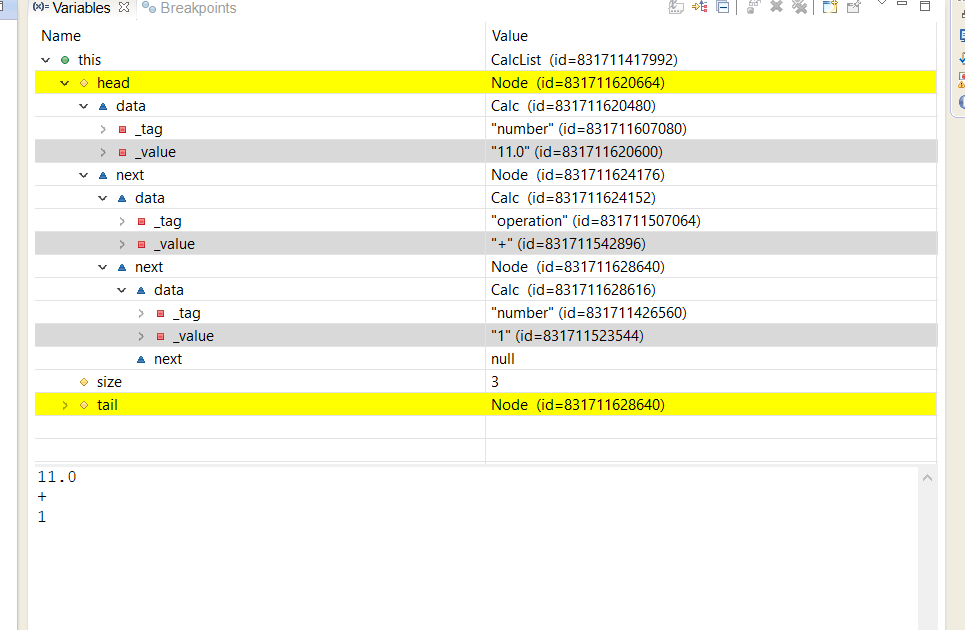 (x)= Variables Breakpoints
Name Value
this CalcList (id=831711417992)
head Node (id=831711620664)
data Calc (id=831711620480)
_tag "number" (id=831711607080)
_value "11.0" (id=831711620600)
next Node (id=831711624176)
data Calc (id=831711624152)
_tag "operation" (id=831711507064)
_value "+" (id=831711542896)
next Node (id=831711628640)
data Calc (id=831711628616)
_tag "number" (id=831711426560)
_value "1" (id=831711523544)
next null
size 3
tail Node (id=831711628640)
11.0
+
1